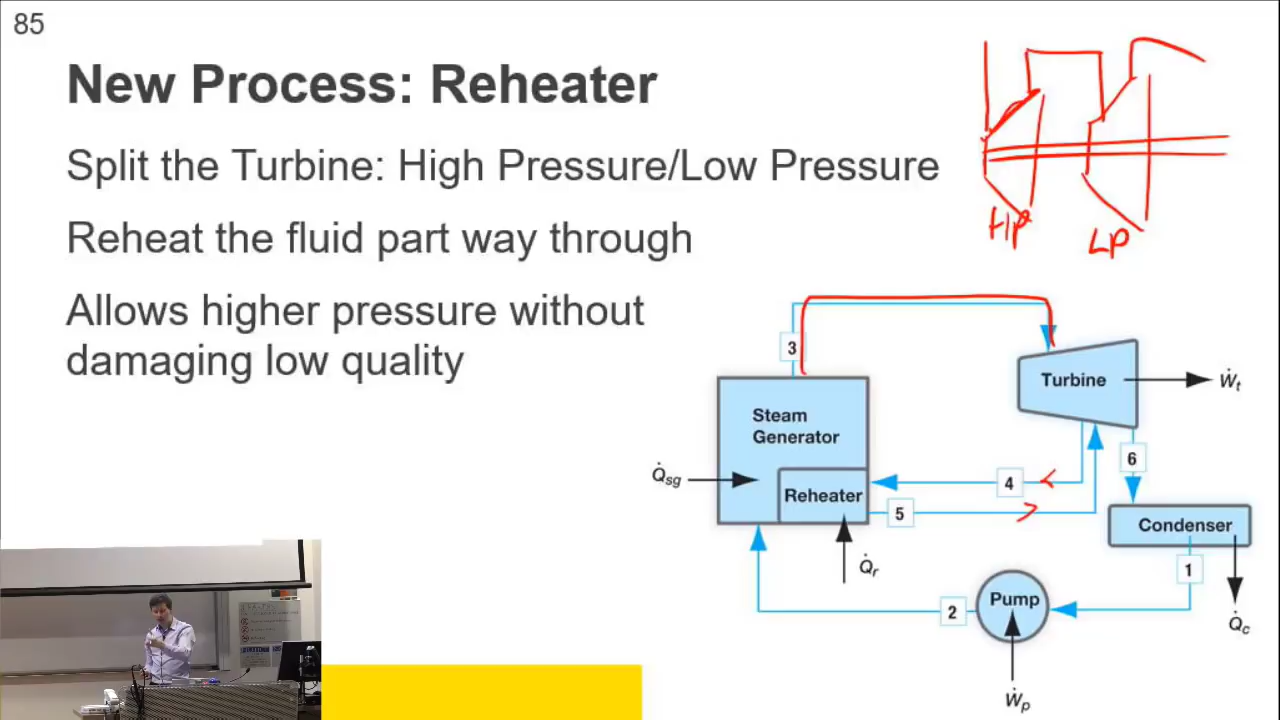 85
New Process: Reheater
Split the Turbine: High Pressure/Low Pressure
Reheat the fluid part way through
Allows higher pressure without
damaging low quality
HP
LP
3
Turbine
Ẇt
Steam
Generator
6
Q̇sg
Reheater
4
5
Condenser
Q̇r
1
2
Pump
Q̇c
Ẇp